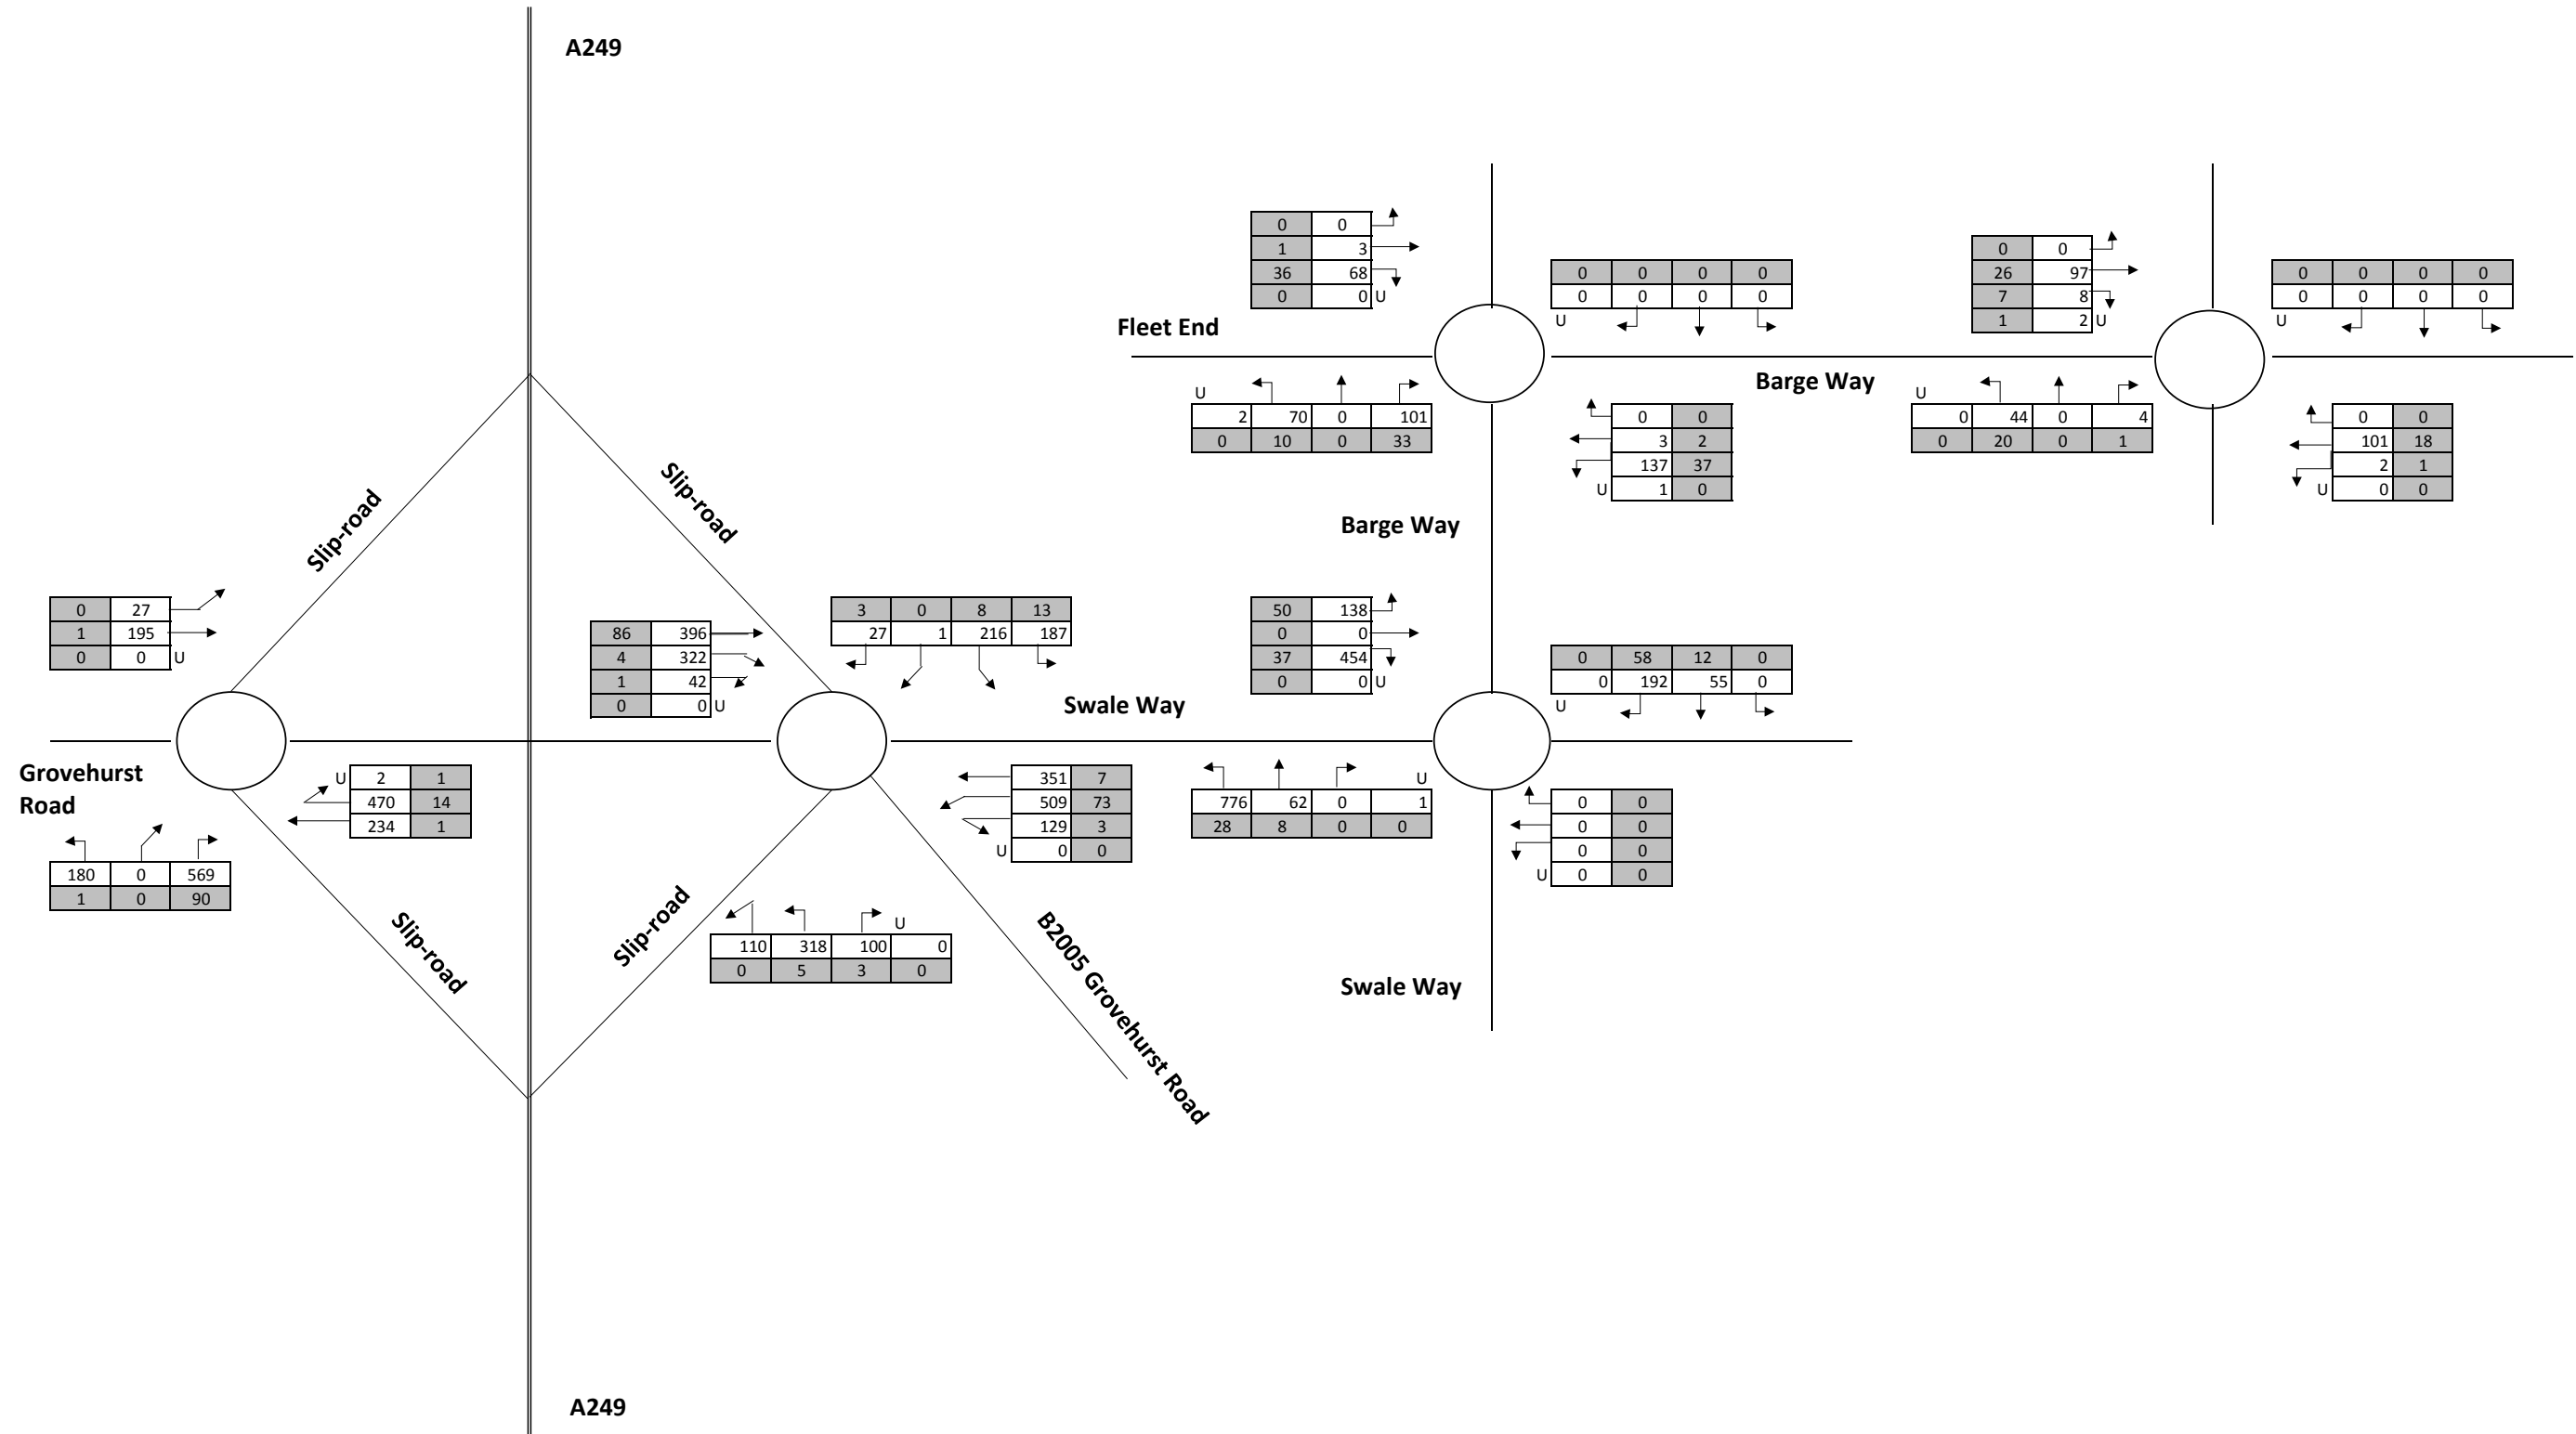 A249
0 0
1 3
36 68
0 0 U
0 0 0 0
0 0 0 0
U
0 0
26 97
7 8
1 2 U
0 0 0 0
0 0 0 0
U
Fleet End
Barge Way
U
2 70 0 101
0 10 0 33
0 0
3 2
137 37
U 1 0
U
0 44 0 4
0 20 0 1
0 0
101 18
2 1
U 0 0
Slip-road
Slip-road
Barge Way
0 27
1 195
0 0 U
86 396
4 322
1 42
0 0 U
3 0 8 13
27 1 216 187
50 138
0 0
37 454
0 0 U
0 58 12 0
0 192 55 0
U
Swale Way
Grovehurst
Road
U 2 1
470 14
234 1
351 7
509 73
129 3
U 0 0
U
776 62 0 1
28 8 0 0
0 0
0 0
0 0
U 0 0
180 0 569
1 0 90
Slip-road
Slip-road
U
110 318 100 0
0 5 3 0
B2005 Grovehurst Road
Swale Way
A249